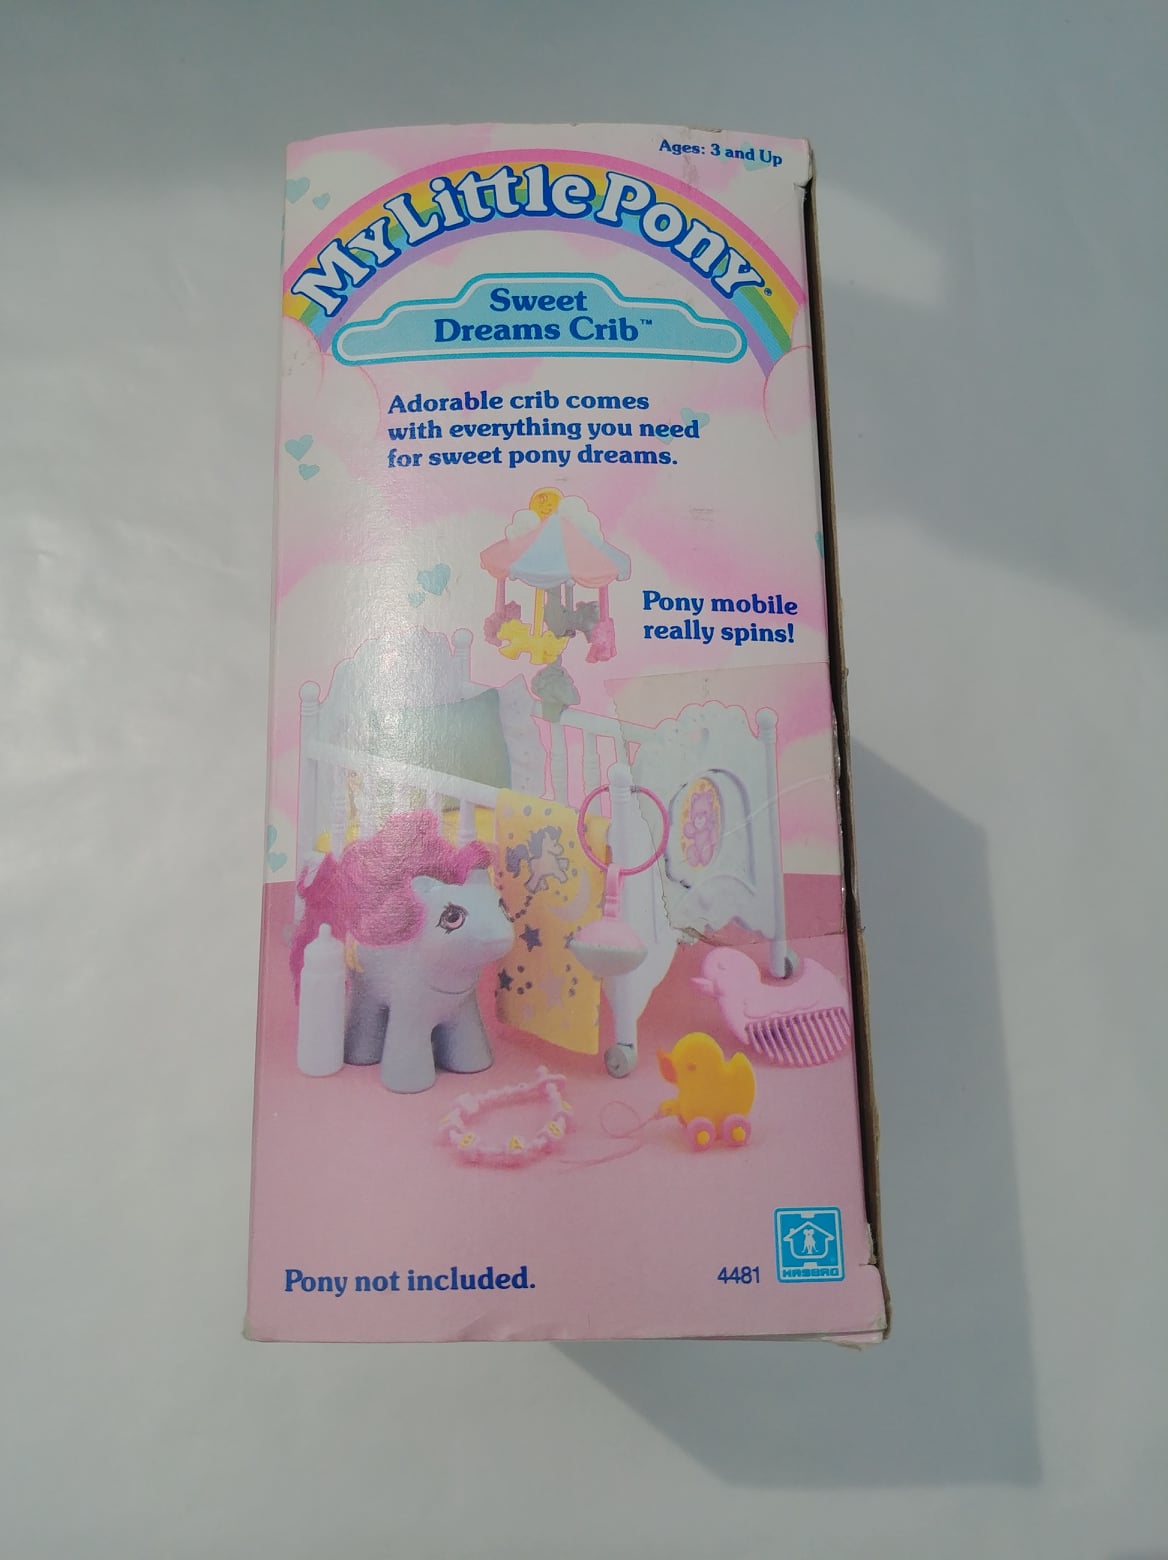 Ages: 3 and Up
My Little Pony®
Sweet
Dreams Crib™
Adorable crib comes
with everything you need
for sweet pony dreams.
Pony mobile
really spins!
Pony not included.
4481
HASBRO